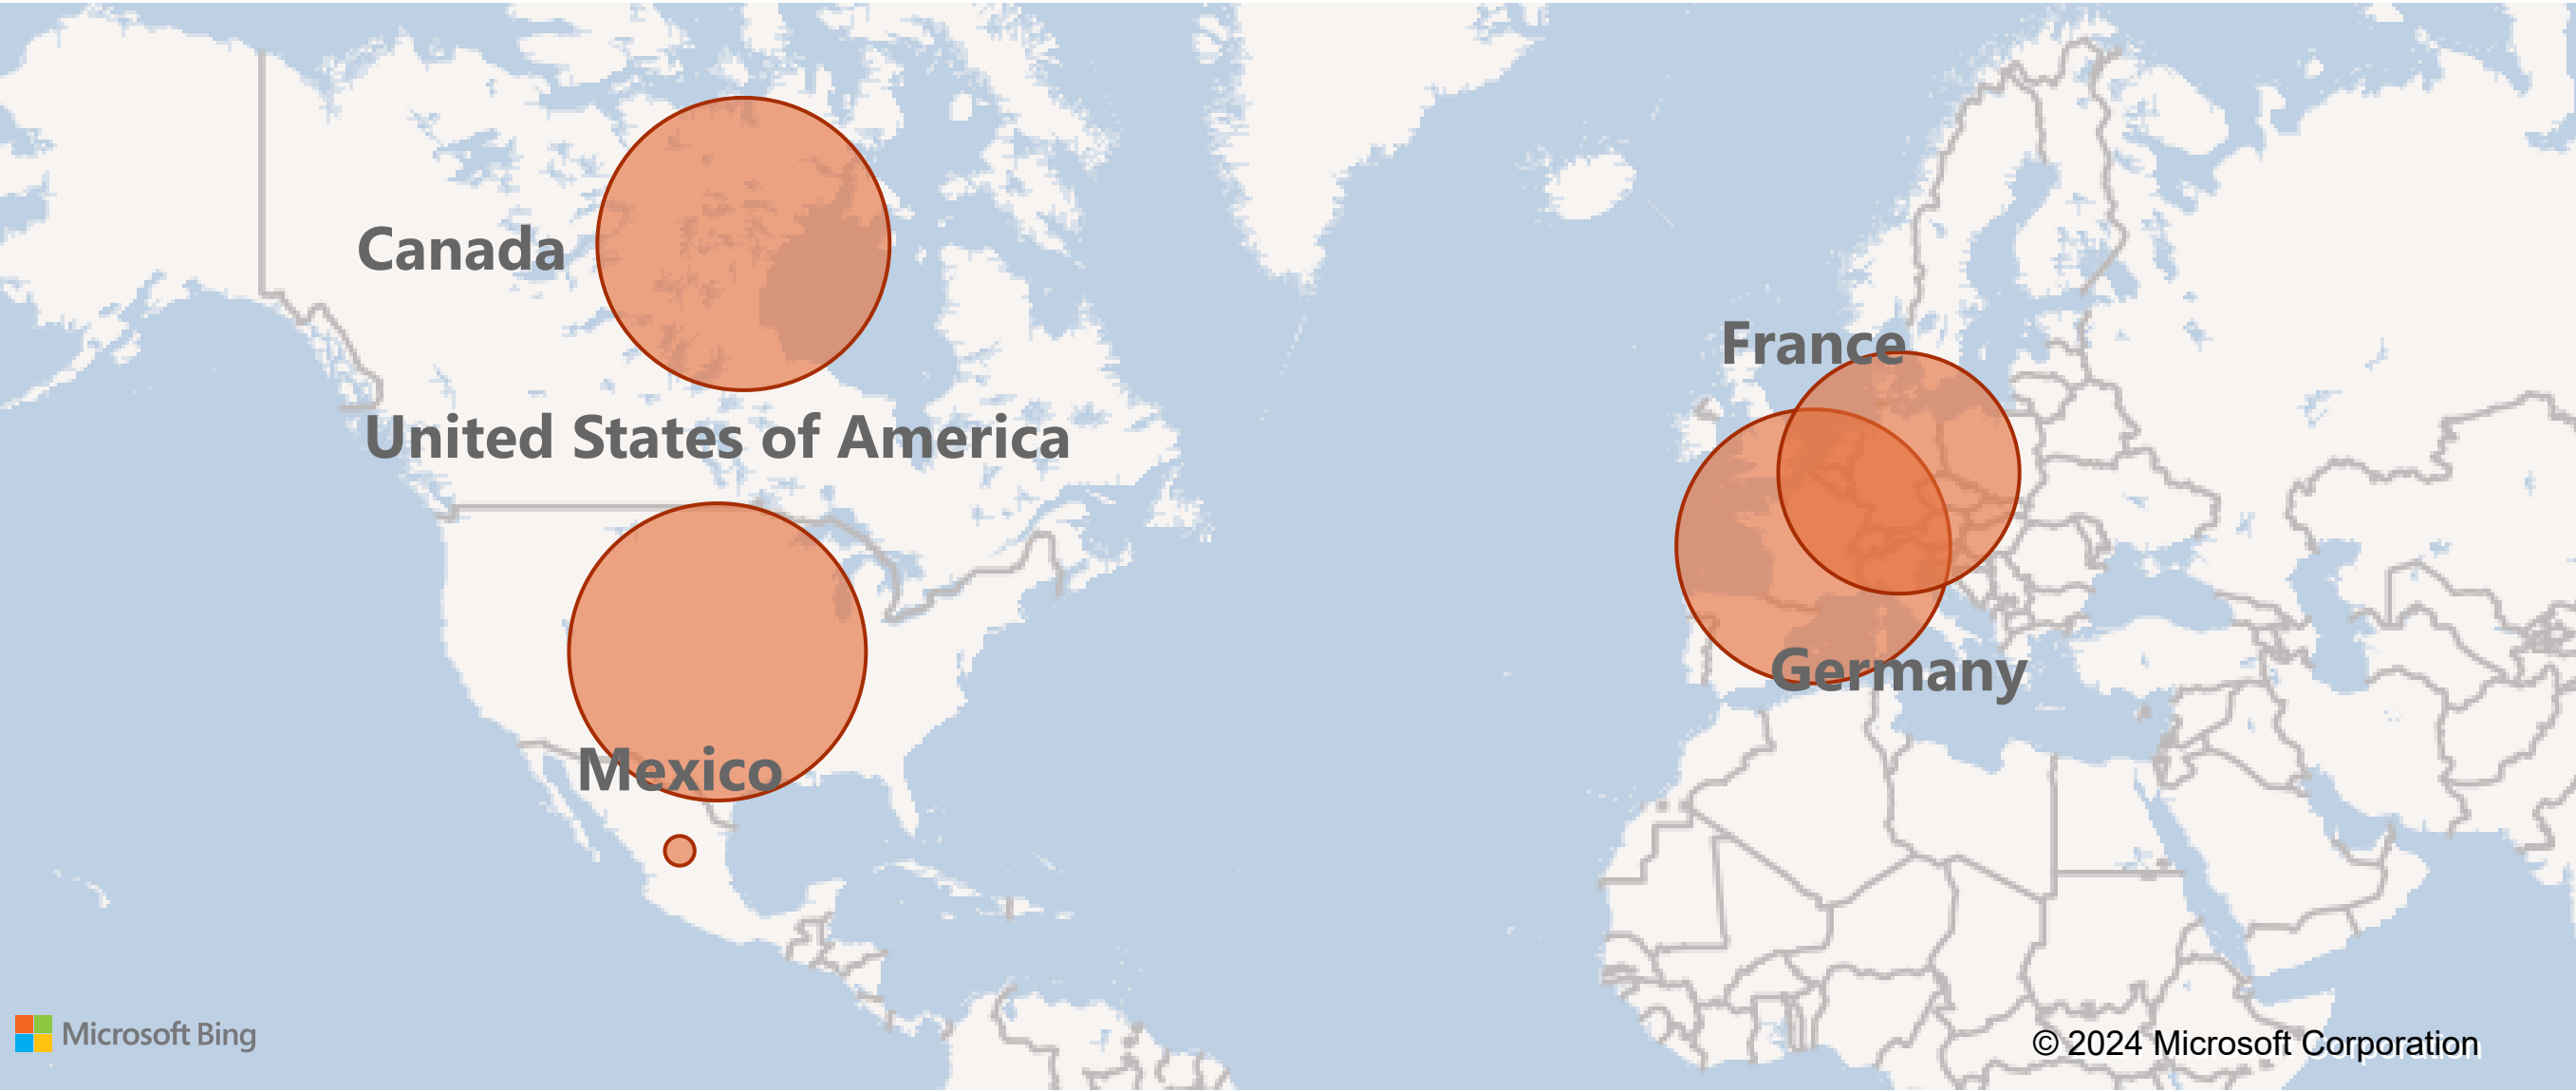 Canada
France
United States of America
Germany
Mexico
Microsoft Bing
© 2024 Microsoft Corporation